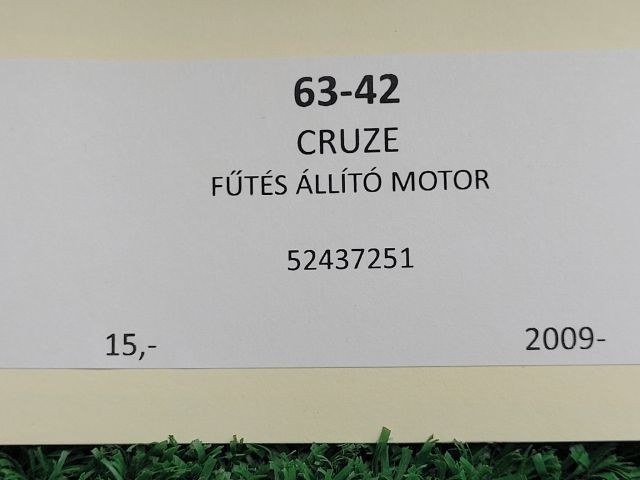 63-42
CRUZE
FŰTÉS ÁLLÍTÓ MOTOR
52437251
15,-
2009-